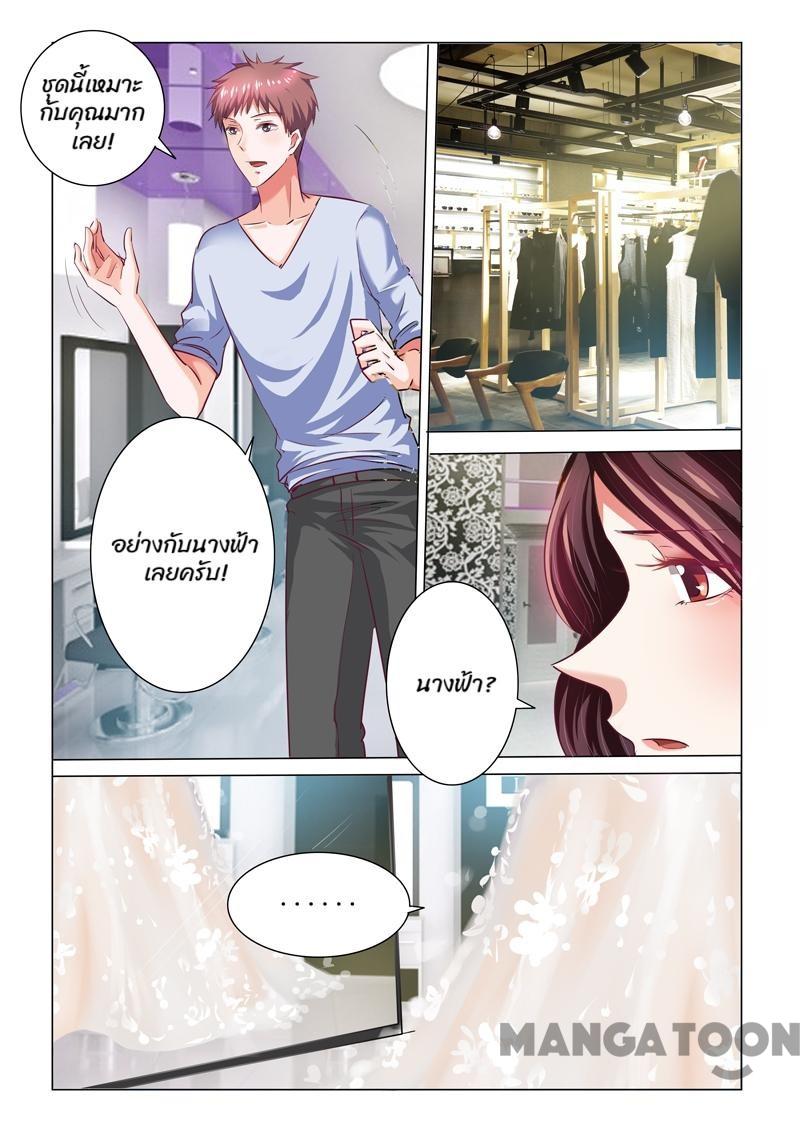 ชุดนี้เหมาะ
กับคุณมาก
เลย!
อย่างกับนางฟ้า
เลยครับ!
นางฟ้า?
......
MANGATOON